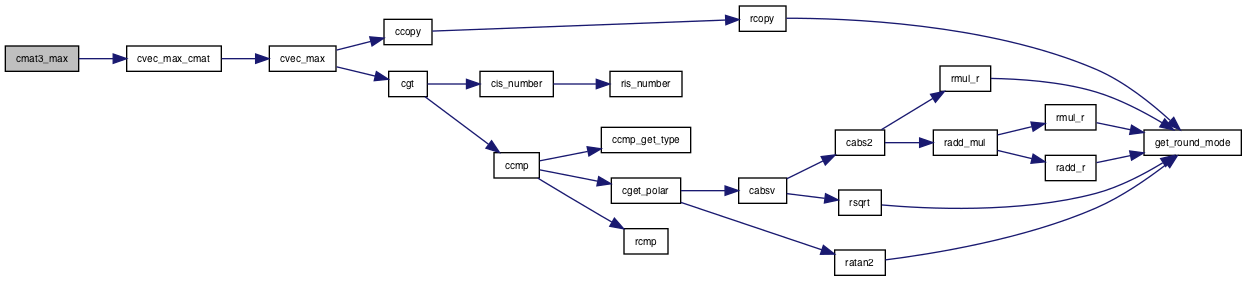 cmat3_max
cvec_max_cmat
cvec_max
ccopy
rcopy
cgt
cis_number
ris_number
ccmp
ccmp_get_type
cget_polar
rcmp
cabsv
cabs2
rsqrt
ratan2
rmul_r
radd_mul
rmul_r
radd_r
get_round_mode